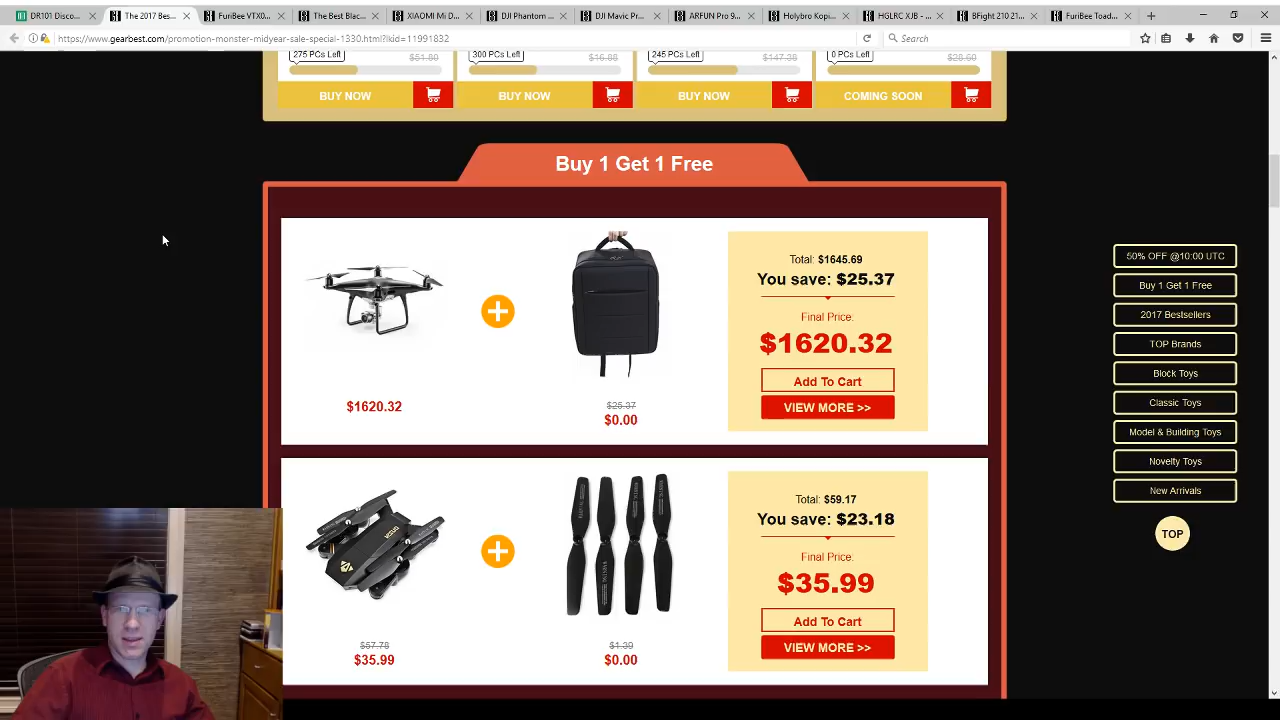 DR101 Disco...
The 2017 Bes...
FuriBee VTX0...
The Best Blac...
XIAOMI Mi D...
DJI Phantom ...
DJI Mavic Pr...
ARFUN Pro 9...
Holybro Kopi...
HGLRC XJB - ...
BFight 210 21...
FuriBee Toad...
https://www.gearbest.com/promotion-monster-midyear-sale-special-1330.html?lkid=11991832
Search
275 PCs Left
$51.80
300 PCs Left
$16.88
245 PCs Left
$147.38
0 PCs Left
$28.60
BUY NOW
BUY NOW
BUY NOW
COMING SOON
Buy 1 Get 1 Free
$1620.32
$25.37
$0.00
Total: $1645.69
You save: $25.37
Final Price:
$1620.32
Add To Cart
VIEW MORE >>
$57.78
$35.99
$1.39
$0.00
Total: $59.17
You save: $23.18
Final Price:
$35.99
Add To Cart
VIEW MORE >>
50% OFF @10:00 UTC
Buy 1 Get 1 Free
2017 Bestsellers
TOP Brands
Block Toys
Classic Toys
Model & Building Toys
Novelty Toys
New Arrivals
TOP